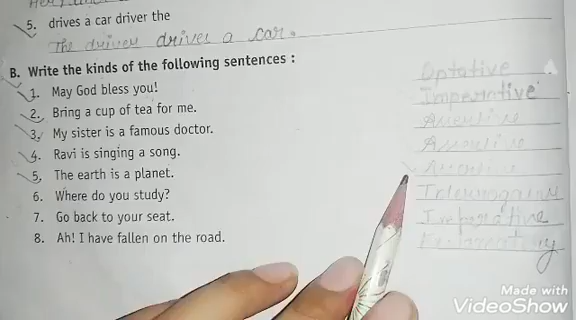 5. drives a car driver the
The driver drives a car.
B. Write the kinds of the following sentences :
1. May God bless you! Optative
2. Bring a cup of tea for me. Imperative
3. My sister is a famous doctor. Assertive
4. Ravi is singing a song. Assertive
5. The earth is a planet. Assertive
6. Where do you study?
7. Go back to your seat.
8. Ah! I have fallen on the road.
Made with
VideoShow